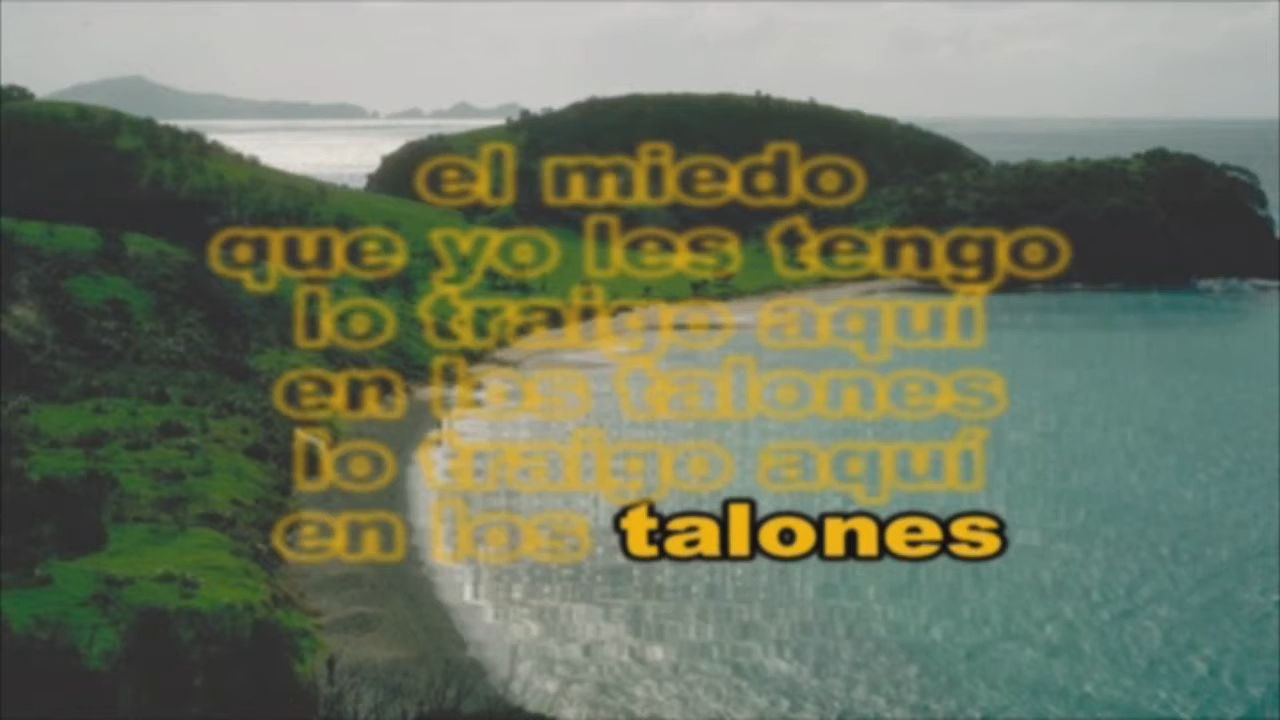 el miedo
que yo les tengo
lo traigo aquí
en los talones
lo traigo aquí
en los talones